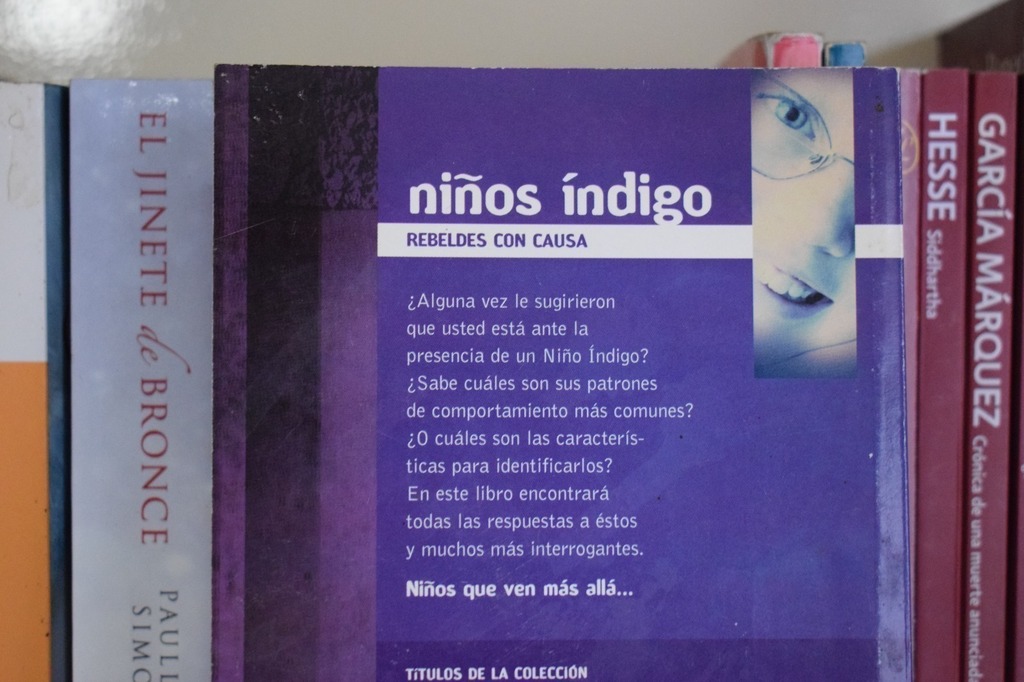 EL JINETE de BRONCE
PAULL
SIMO
niños índigo
REBELDES CON CAUSA
¿Alguna vez le sugirieron
que usted está ante la
presencia de un Niño Índigo?
¿Sabe cuáles son sus patrones
de comportamiento más comunes?
¿O cuáles son las caracterís-
ticas para identificarlos?
En este libro encontrará
todas las respuestas a éstos
y muchos más interrogantes.
Niños que ven más allá...
TíTULOS DE LA COLECCIÓN
HESSE Siddhartha
GARCÍA MÁRQUEZ Crónica de una muerte anunciada